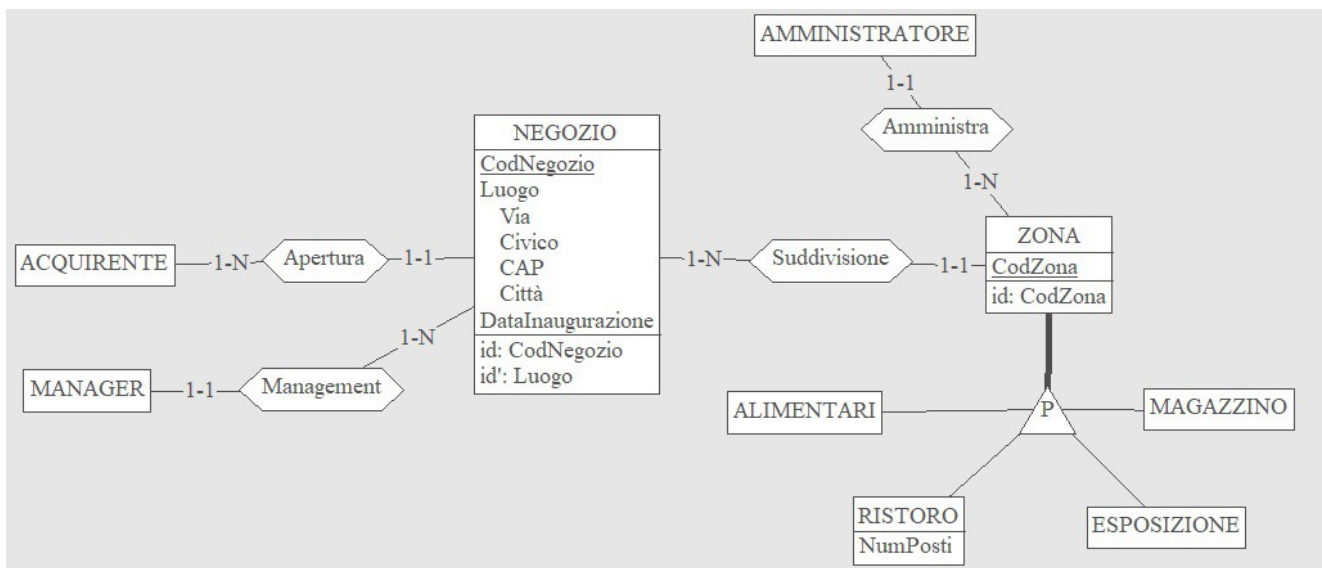 AMMINISTRATORE
1-1
Amministra
1-N
NEGOZIO
CodNegozio
Luogo
Via
Civico
CAP
Città
DataInaugurazione
id: CodNegozio
id': Luogo
ACQUIRENTE
1-N
Apertura
1-1
1-N
Suddivisione
1-1
ZONA
CodZona
id: CodZona
MANAGER
1-1
Management
1-N
ALIMENTARI
P
MAGAZZINO
RISTORO
NumPosti
ESPOSIZIONE